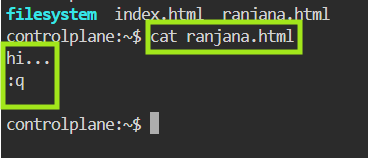 filesystem  index.html  ranjana.html
controlplane:~$ cat ranjana.html
hi...
:q
controlplane:~$